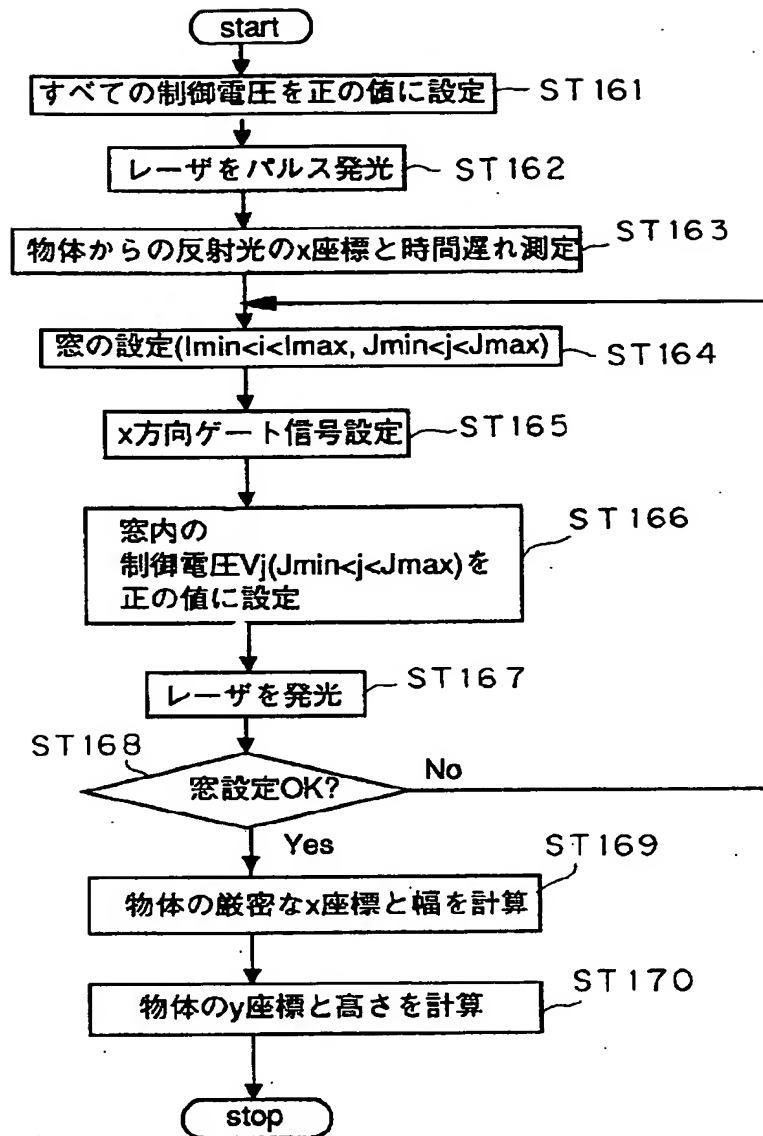 start
すべての制御電圧を正の値に設定 ST161
レーザをパルス発光 ST162
物体からの反射光のx座標と時間遅れ測定 ST163
窓の設定(Imin<i<Imax, Jmin<j<Jmax) ST164
x方向ゲート信号設定 ST165
窓内の ST166
制御電圧Vj(Jmin<j<Jmax)を
正の値に設定
レーザを発光 ST167
ST168
窓設定OK? No
Yes
ST169
物体の厳密なx座標と幅を計算
ST170
物体のy座標と高さを計算
stop